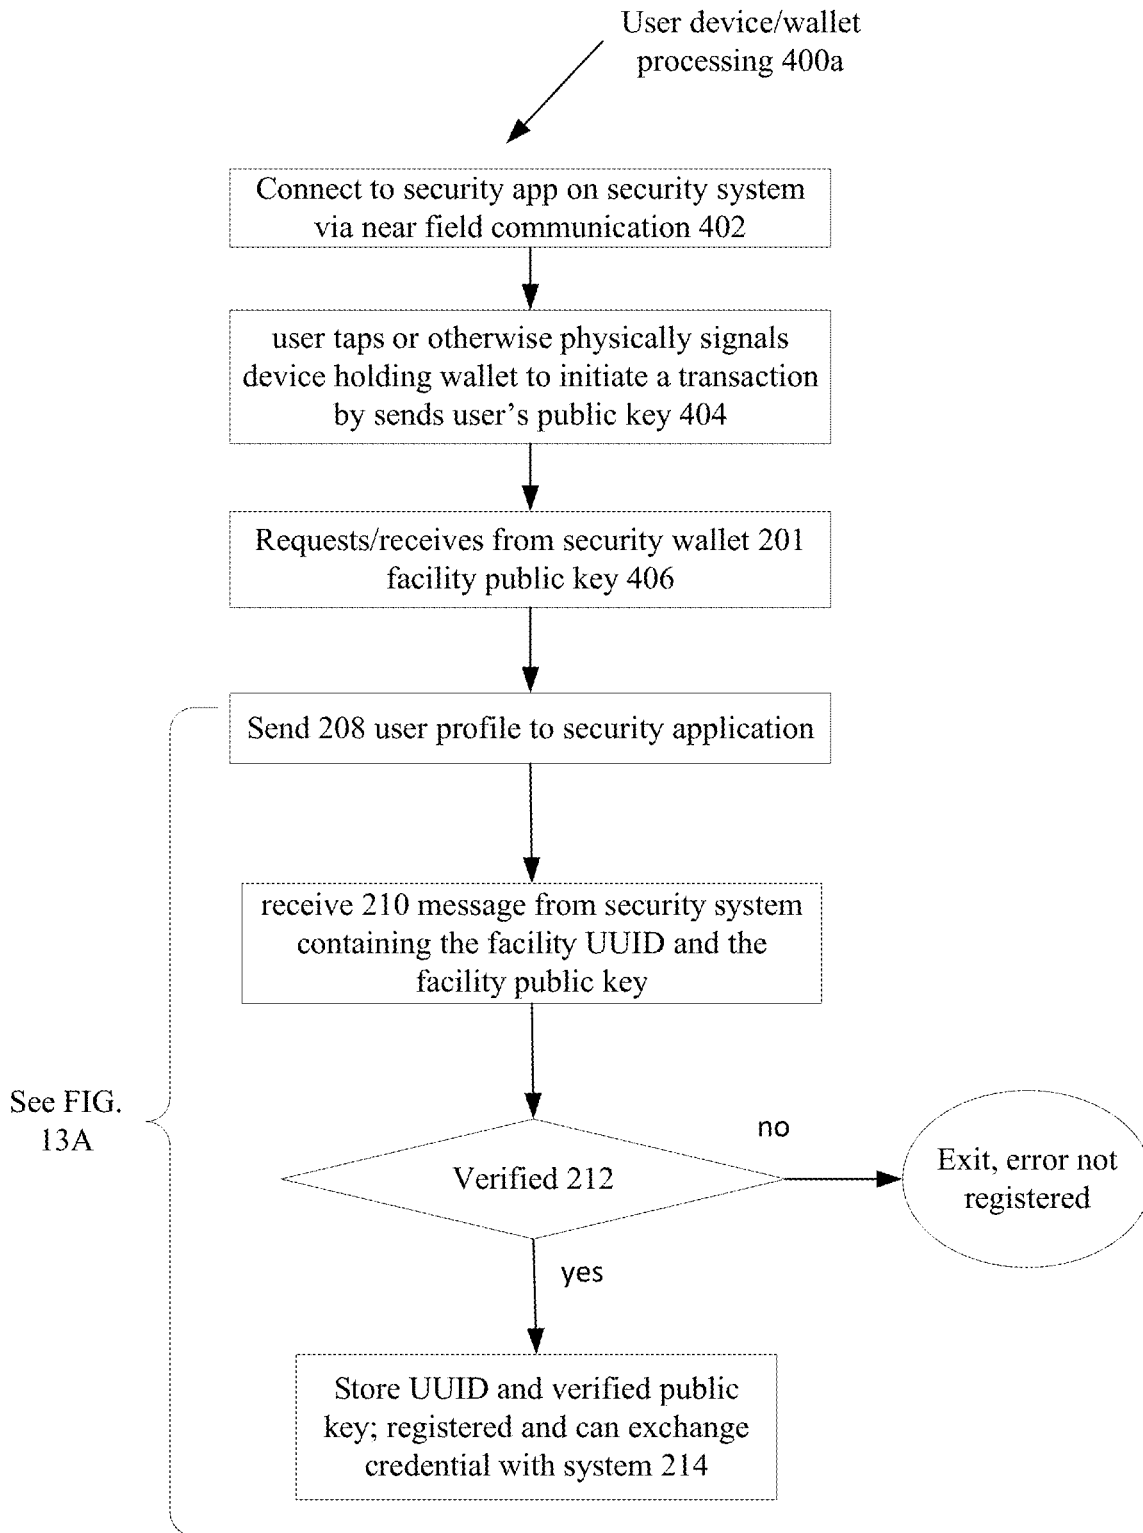 User device/wallet
processing 400a
Connect to security app on security system
via near field communication 402
user taps or otherwise physically signals
device holding wallet to initiate a transaction
by sends user's public key 404
Requests/receives from security wallet 201
facility public key 406
Send 208 user profile to security application
receive 210 message from security system
containing the facility UUID and the
facility public key
See FIG.
13A
Verified 212
no
Exit, error not
registered
yes
Store UUID and verified public
key; registered and can exchange
credential with system 214